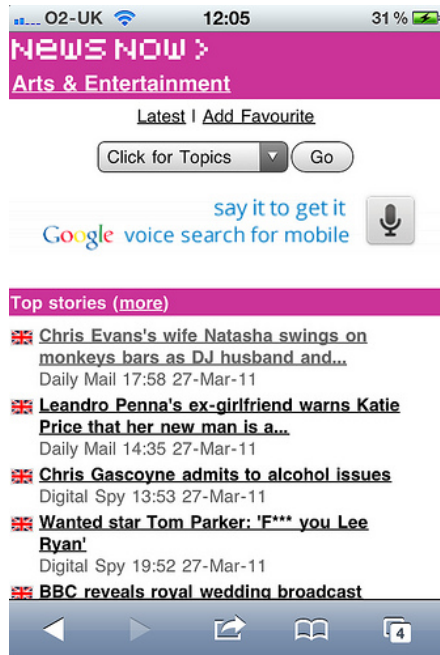 O2-UK 12:05 31 %
News Now >
Arts & Entertainment
Latest | Add Favourite
Click for Topics Go
say it to get it
Google voice search for mobile
Top stories (more)
Chris Evans's wife Natasha swings on
monkeys bars as DJ husband and...
Daily Mail 17:58 27-Mar-11
Leandro Penna's ex-girlfriend warns Katie
Price that her new man is a...
Daily Mail 14:35 27-Mar-11
Chris Gascoyne admits to alcohol issues
Digital Spy 13:53 27-Mar-11
Wanted star Tom Parker: 'F*** you Lee
Ryan'
Digital Spy 19:52 27-Mar-11
BBC reveals royal wedding broadcast
4